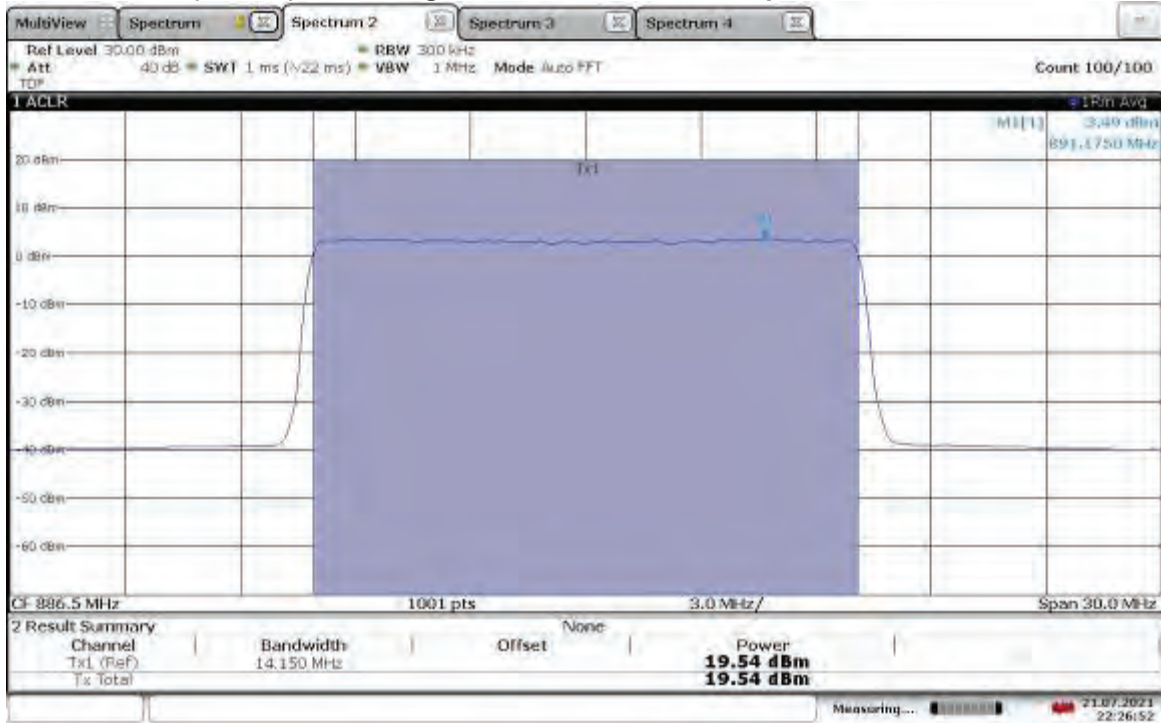 MultiView Spectrum Spectrum 2 Spectrum 3 Spectrum 4
Ref Level 30.00 dBm RBW 300 kHz
Att 40 dB SWT 1 ms (~22 ms) VBW 1 MHz Mode Auto FFT Count 100/100
TDF
1 ACLR 1Rm Avg
M1[1] 3.49 dBm
891.1750 MHz
20 dBm
Tx1
10 dBm
M1
0 dBm
-10 dBm
-20 dBm
-30 dBm
-40 dBm
-50 dBm
-60 dBm
CF 886.5 MHz 1001 pts 3.0 MHz/ Span 30.0 MHz
2 Result Summary None
Channel Bandwidth Offset Power
Tx1 (Ref) 14.150 MHz 19.54 dBm
Tx Total 19.54 dBm
Measuring... 21.07.2021
22:26:52